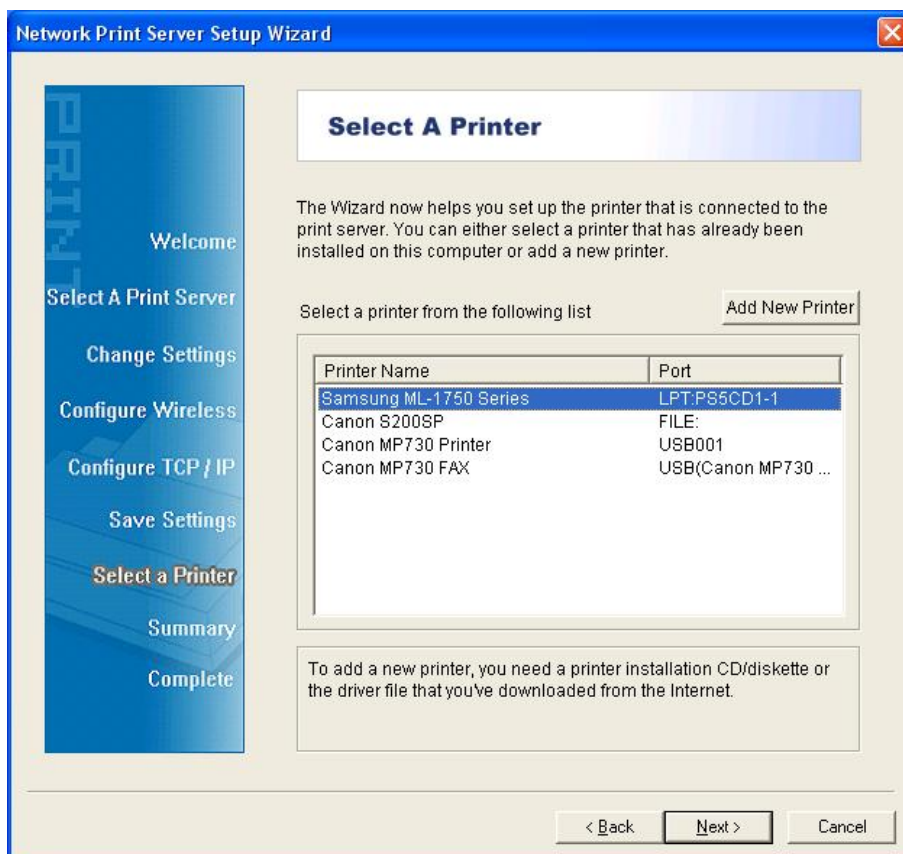 Network Print Server Setup Wizard
PRINT
Welcome
Select A Print Server
Change Settings
Configure Wireless
Configure TCP / IP
Save Settings
Select a Printer
Summary
Complete
Select A Printer
The Wizard now helps you set up the printer that is connected to the
print server. You can either select a printer that has already been
installed on this computer or add a new printer.
Select a printer from the following list
Add New Printer
Printer Name Port
Samsung ML-1750 Series LPT:PS5CD1-1
Canon S200SP FILE:
Canon MP730 Printer USB001
Canon MP730 FAX USB(Canon MP730 ...
To add a new printer, you need a printer installation CD/diskette or
the driver file that you've downloaded from the Internet.
< Back Next > Cancel